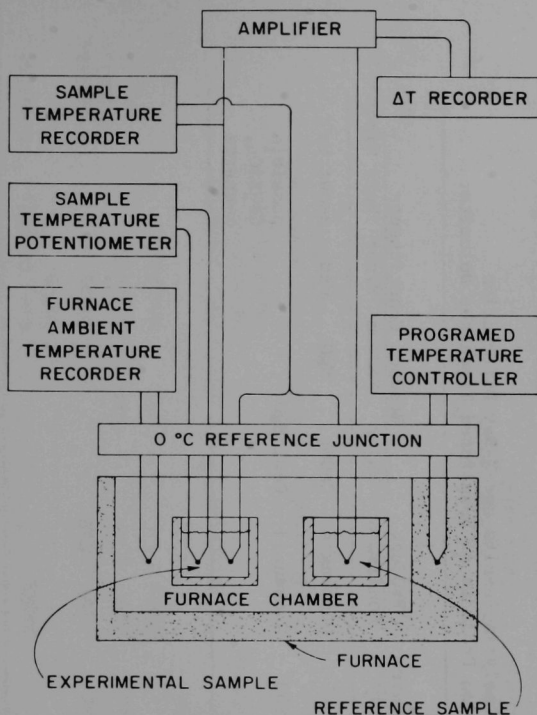 AMPLIFIER
SAMPLE
TEMPERATURE
RECORDER
ΔT RECORDER
SAMPLE
TEMPERATURE
POTENTIOMETER
FURNACE
AMBIENT
TEMPERATURE
RECORDER
PROGRAMED
TEMPERATURE
CONTROLLER
0 °C REFERENCE JUNCTION
FURNACE CHAMBER
FURNACE
EXPERIMENTAL SAMPLE
REFERENCE SAMPLE